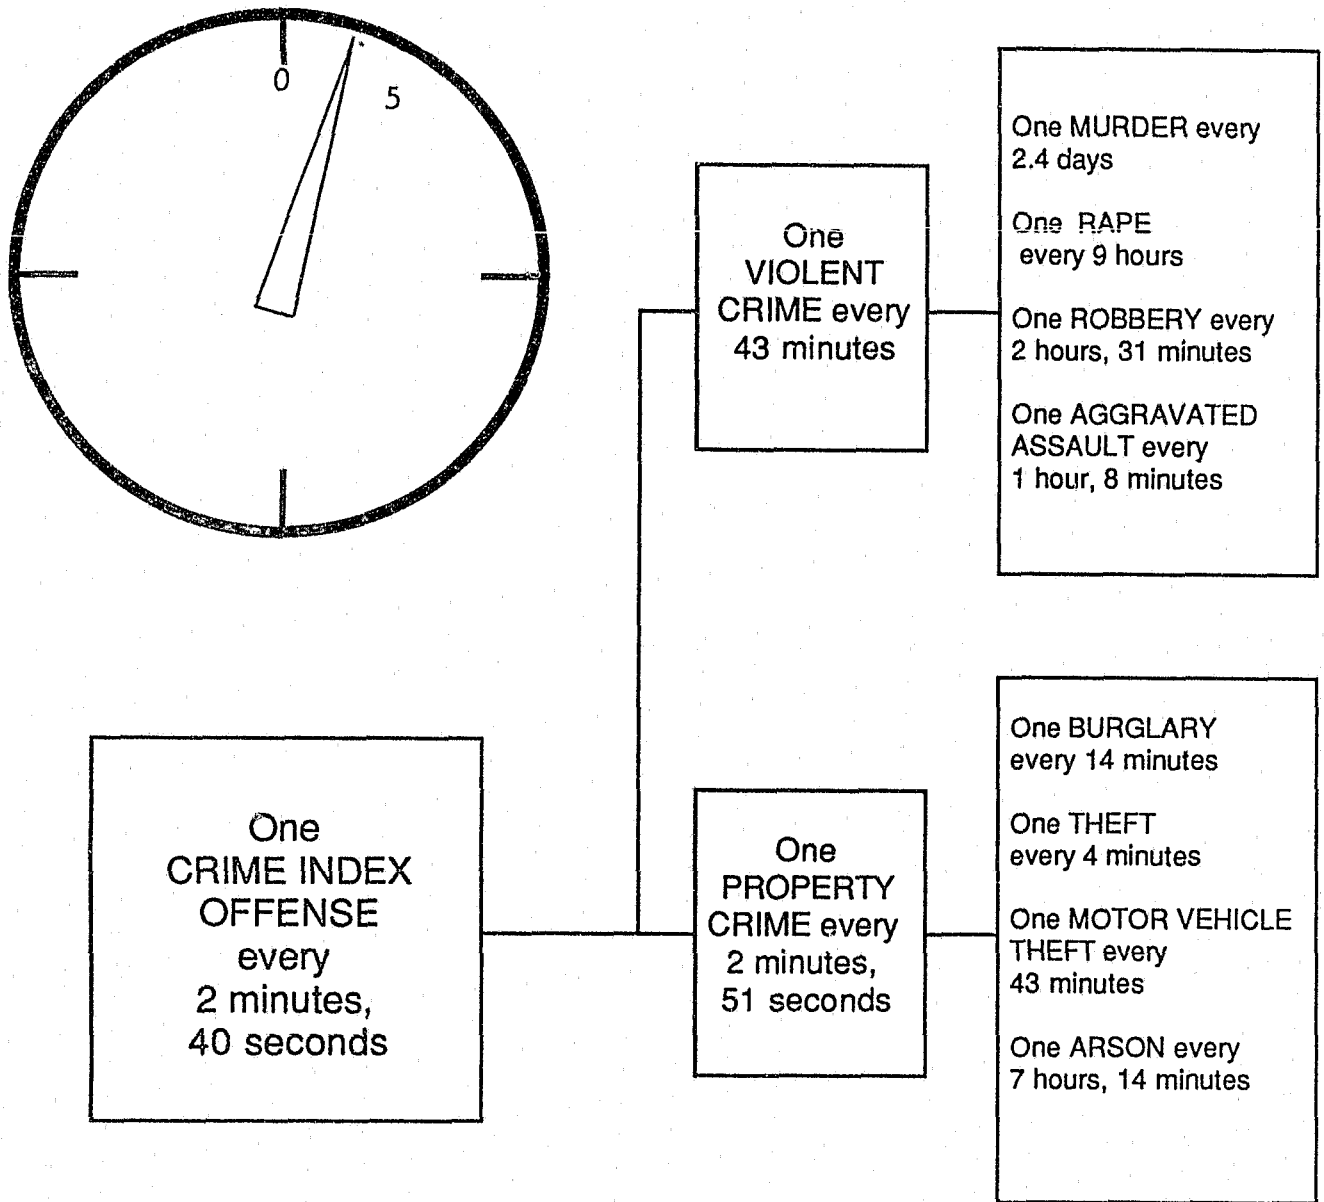 0
5
One MURDER every
2.4 days
One RAPE
every 9 hours
One ROBBERY every
2 hours, 31 minutes
One AGGRAVATED
ASSAULT every
1 hour, 8 minutes
One
VIOLENT
CRIME every
43 minutes
One
CRIME INDEX
OFFENSE
every
2 minutes,
40 seconds
One
PROPERTY
CRIME every
2 minutes,
51 seconds
One BURGLARY
every 14 minutes
One THEFT
every 4 minutes
One MOTOR VEHICLE
THEFT every
43 minutes
One ARSON every
7 hours, 14 minutes